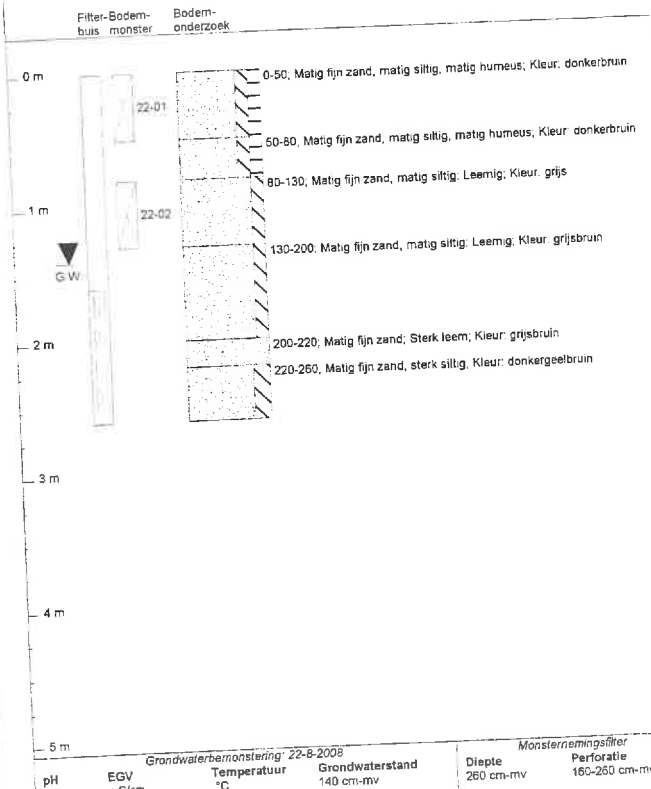 Filter- Bodem- Bodem-
buis monster onderzoek
0 m
0-50; Matig fijn zand, matig siltig, matig humeus; Kleur: donkerbruin
22-01
50-80, Matig fijn zand, matig siltig, matig humeus; Kleur: donkerbruin
80-130; Matig fijn zand, matig siltig; Leemig; Kleur: grijs
1 m
22-02
130-200; Matig fijn zand, matig siltig; Leemig; Kleur: grijsbruin
GW
200-220; Matig fijn zand; Sterk leem; Kleur: grijsbruin
2 m
220-260, Matig fijn zand, sterk siltig, Kleur: donkergeelbruin
3 m
4 m
5 m
Grondwaterbemonstering: 22-8-2008 Monsternemingsfilter
pH EGV Temperatuur Grondwaterstand Diepte Perforatie
°C 140 cm-mv 260 cm-mv 160-260 cm-mv